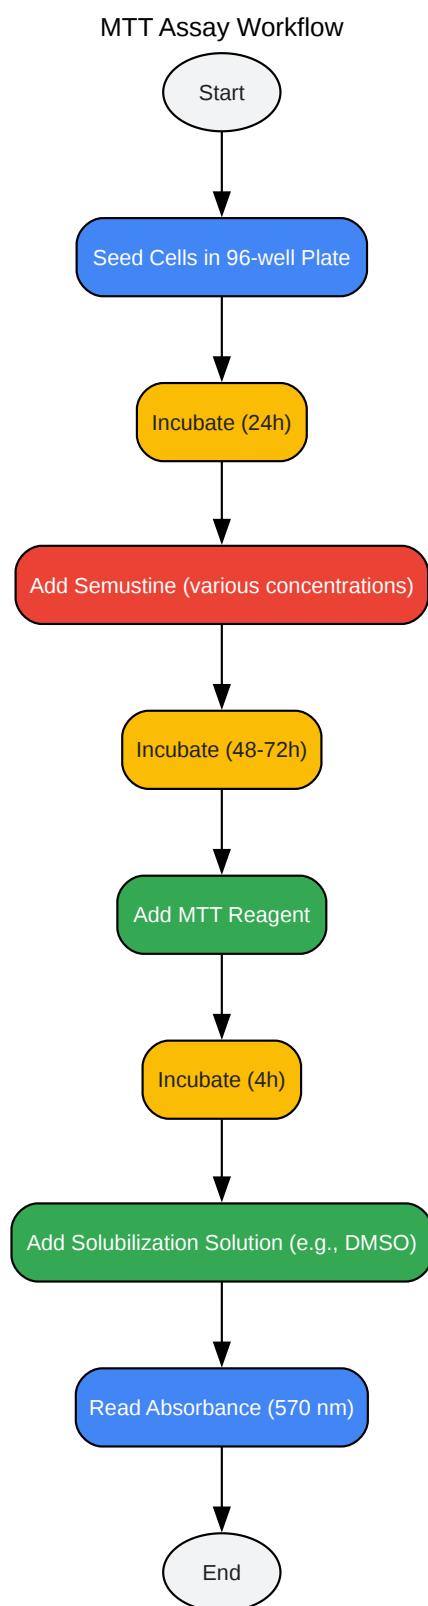 MTT Assay Workflow
Start
Seed Cells in 96-well Plate
Incubate (24h)
Add Semustine (various concentrations)
Incubate (48-72h)
Add MTT Reagent
Incubate (4h)
Add Solubilization Solution (e.g., DMSO)
Read Absorbance (570 nm)
End